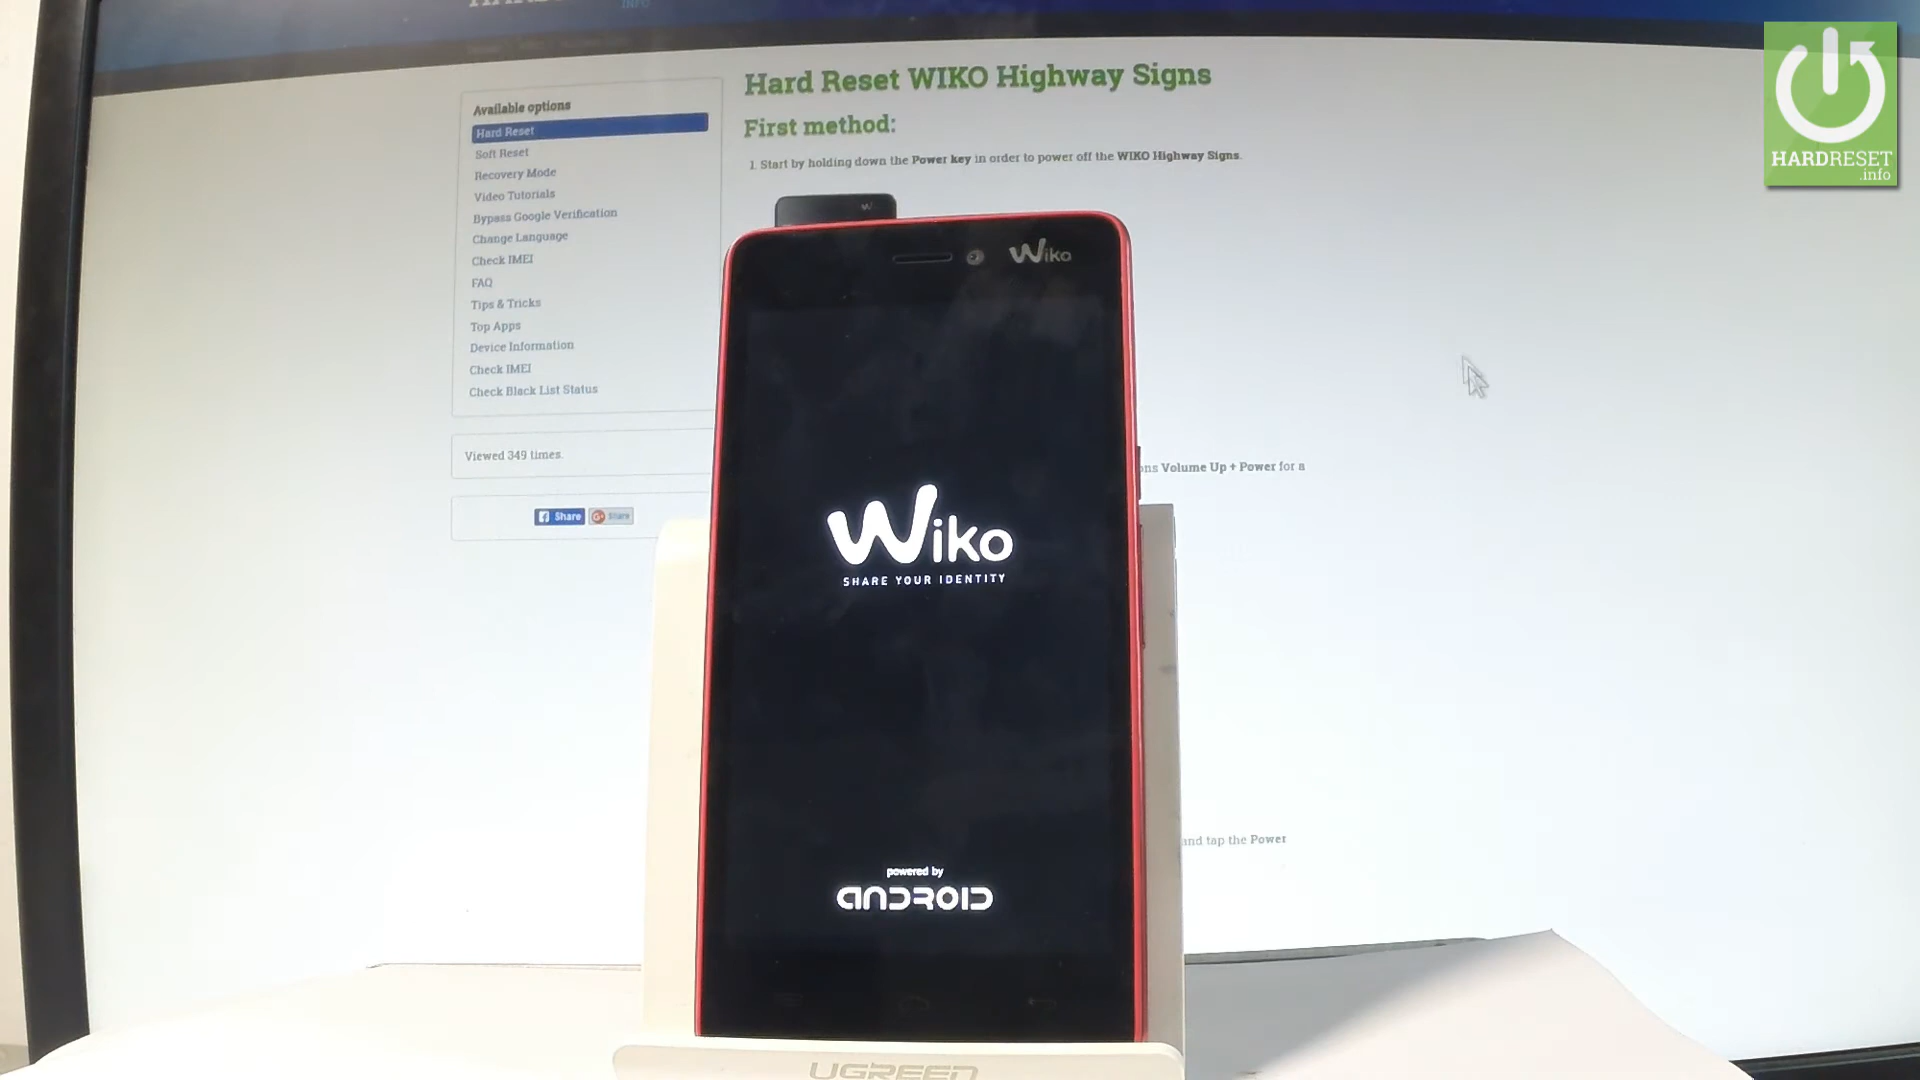 INFO
Hard Reset WIKO Highway Signs
First method:
1. Start by holding down the Power key in order to power off the WIKO Highway Signs.
Available options
Hard Reset
Soft Reset
Recovery Mode
Video Tutorials
Bypass Google Verification
Change Language
Check IMEI
FAQ
Tips & Tricks
Top Apps
Device Information
Check IMEI
Check Black List Status
Viewed 349 times.
Share
G+ Share
Volume Up + Power for a
and tap the Power
Wiko
Wiko
SHARE YOUR IDENTITY
powered by
ANDROID
UGREEN
HARDRESET
.info